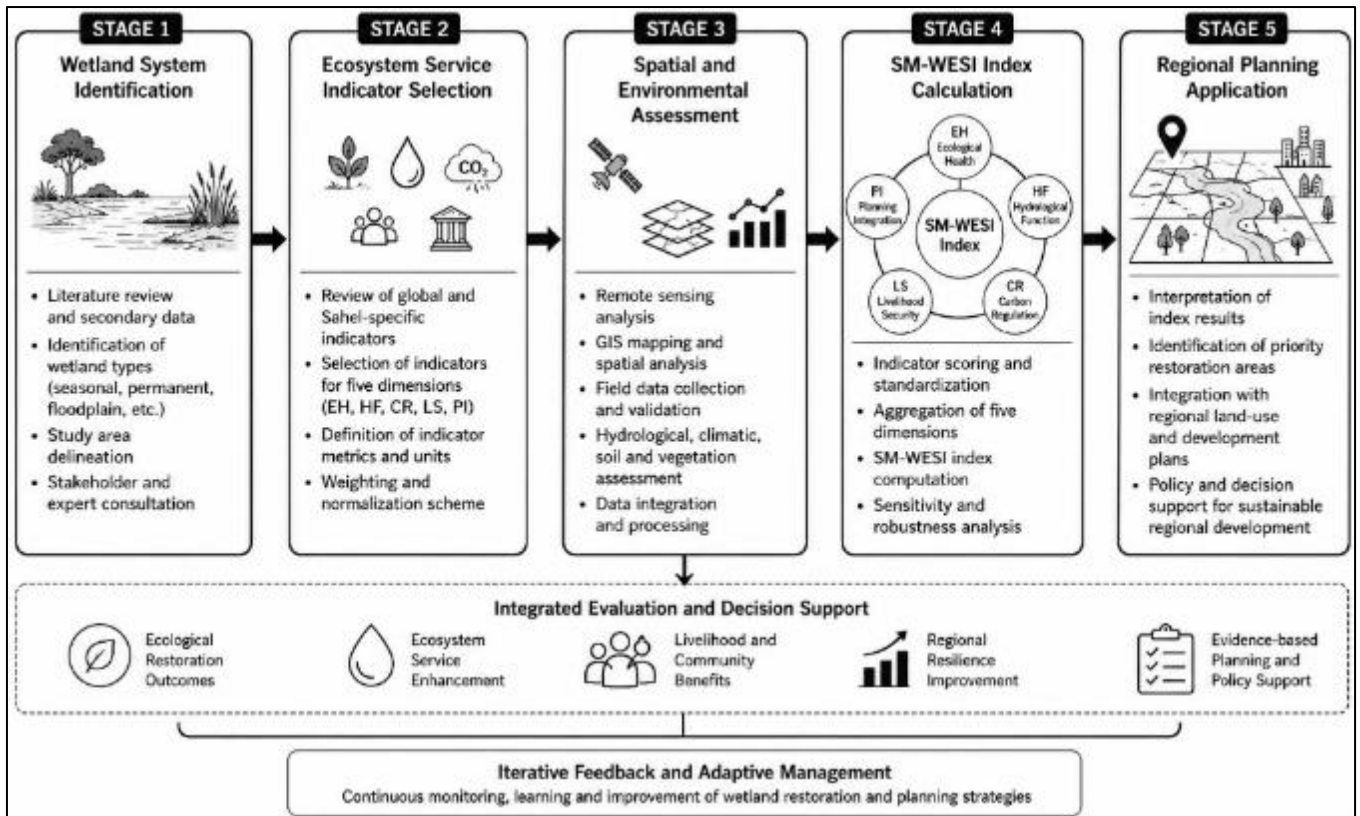 STAGE 1
Wetland System
Identification
• Literature review
and secondary data
• Identification of
wetland types
(seasonal, permanent,
floodplain, etc.)
• Study area
delineation
• Stakeholder and
expert consultation
STAGE 2
Ecosystem Service
Indicator Selection
CO₂
• Review of global and
Sahel-specific
indicators
• Selection of indicators
for five dimensions
(EH, HF, CR, LS, PI)
• Definition of indicator
metrics and units
• Weighting and
normalization scheme
STAGE 3
Spatial and
Environmental
Assessment
• Remote sensing
analysis
• GIS mapping and
spatial analysis
• Field data collection
and validation
• Hydrological, climatic,
soil and vegetation
assessment
• Data integration
and processing
STAGE 4
SM-WESI Index
Calculation
EH
Ecological
Health
PI
Planning
Integration
HF
Hydrological
Function
SM-WESI
Index
LS
Livelihood
Security
CR
Carbon
Regulation
• Indicator scoring and
standardization
• Aggregation of five
dimensions
• SM-WESI index
computation
• Sensitivity and
robustness analysis
STAGE 5
Regional Planning
Application
• Interpretation of
index results
• Identification of priority
restoration areas
• Integration with
regional land-use
and development
plans
• Policy and decision
support for sustainable
regional development
Integrated Evaluation and Decision Support
Ecological
Restoration
Outcomes
Ecosystem
Service
Enhancement
Livelihood and
Community
Benefits
Regional
Resilience
Improvement
Evidence-based
Planning and
Policy Support
Iterative Feedback and Adaptive Management
Continuous monitoring, learning and improvement of wetland restoration and planning strategies